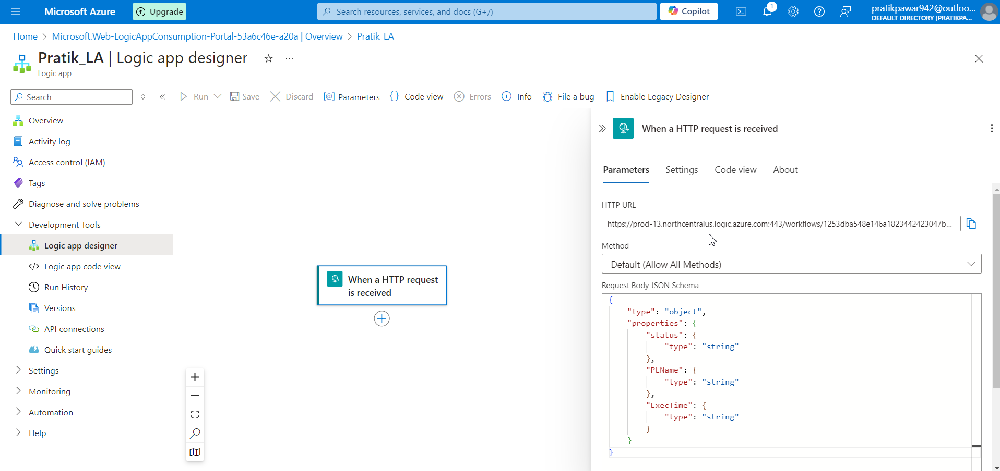 Microsoft Azure
Upgrade
Search resources, services, and docs (G+/)
Copilot
1
pratikpawar942@outloo...
DEFAULT DIRECTORY (PRATIKPA...
Home > Microsoft.Web-LogicAppConsumption-Portal-53a6c46e-a20a | Overview > Pratik_LA
Pratik_LA | Logic app designer
Logic app
Search
Run
Save
Discard
Parameters
Code view
Errors
Info
File a bug
Enable Legacy Designer
Overview
Activity log
Access control (IAM)
Tags
Diagnose and solve problems
Development Tools
Logic app designer
Logic app code view
Run History
Versions
API connections
Quick start guides
Settings
Monitoring
Automation
Help
When a HTTP request
is received
When a HTTP request is received
Parameters
Settings
Code view
About
HTTP URL
https://prod-13.northcentralus.logic.azure.com:443/workflows/1253dba548e146a1823442423047b...
Method
Default (Allow All Methods)
Request Body JSON Schema
{
"type": "object",
"properties": {
"status": {
"type": "string"
},
"PLName": {
"type": "string"
},
"ExecTime": {
"type": "string"
}
}
}